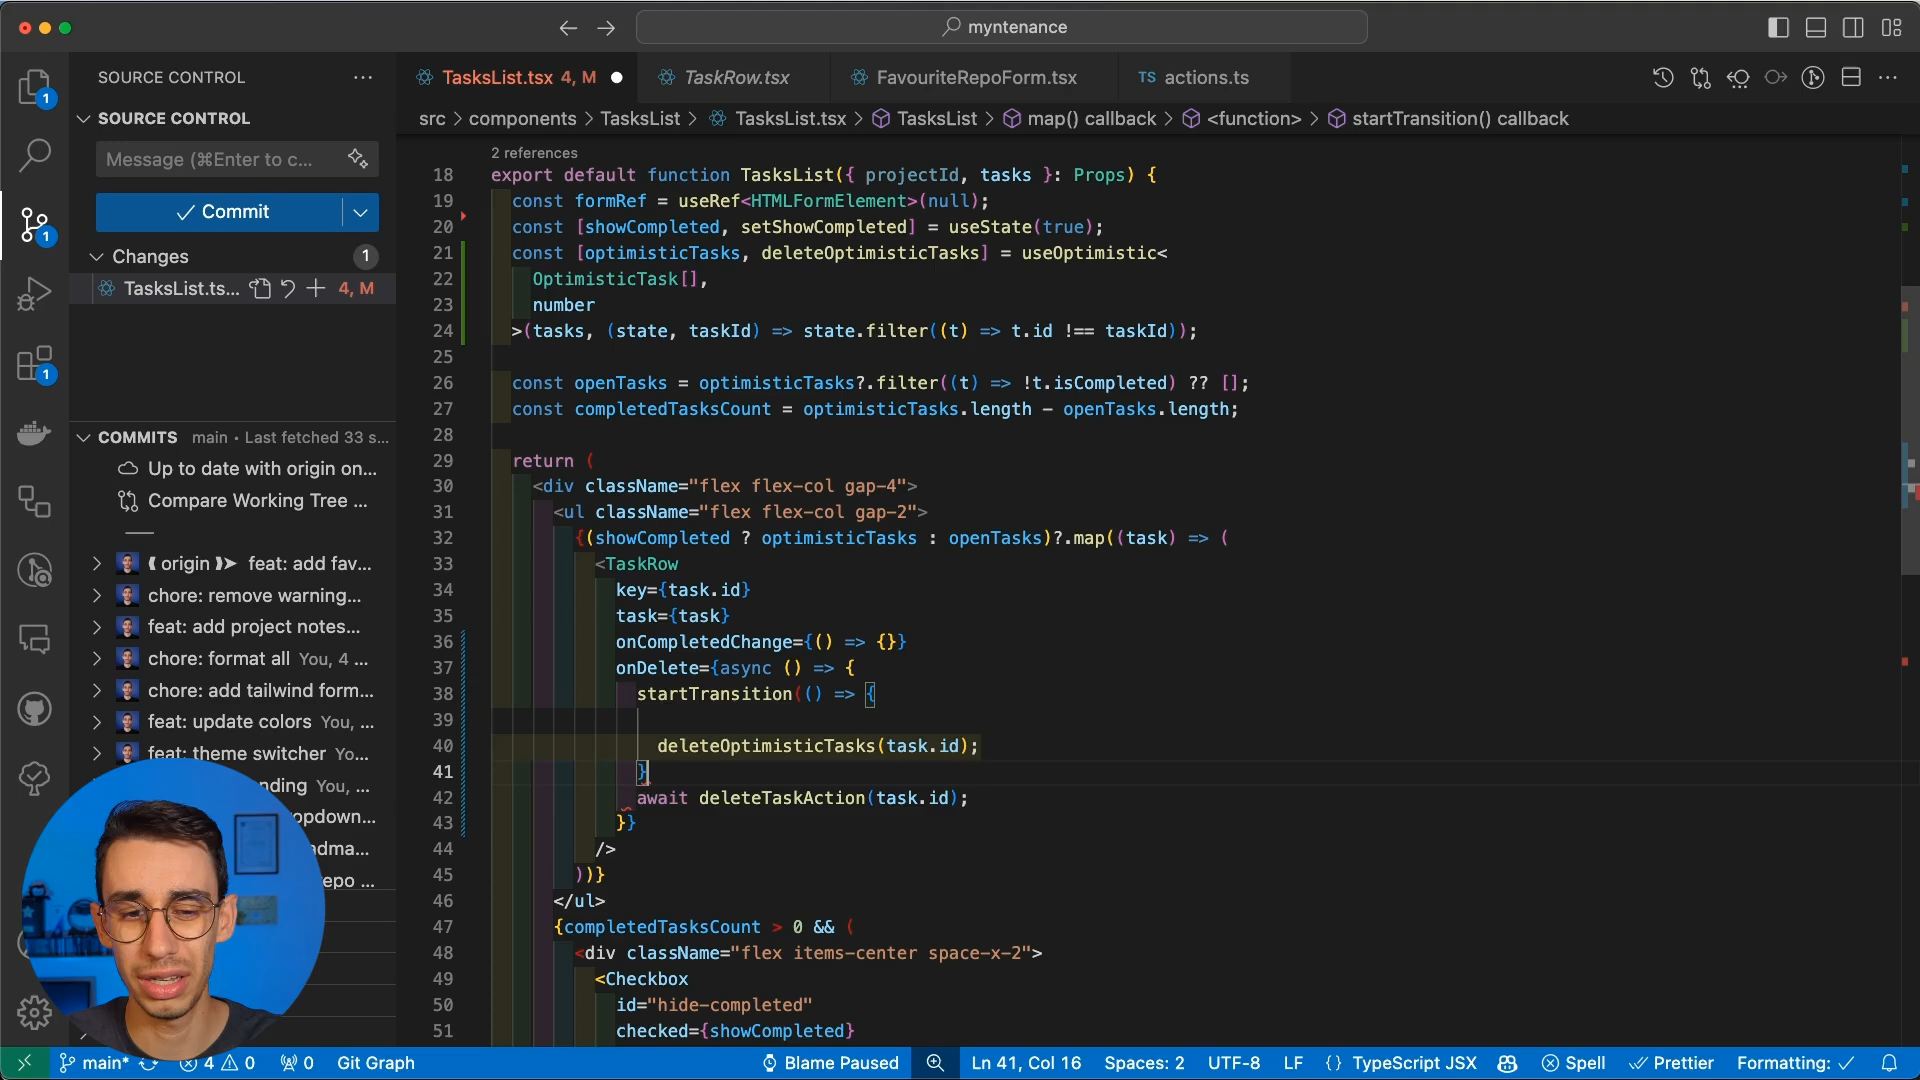 myntenance
SOURCE CONTROL
TasksList.tsx 4, M
TaskRow.tsx
FavouriteRepoForm.tsx
TS actions.ts
src > components > TasksList > TasksList.tsx > TasksList > map() callback > <function> > startTransition() callback
SOURCE CONTROL
Message (⌘Enter to c...
Commit
Changes 1
TasksList.ts... 4, M
COMMITS main • Last fetched 33 s...
Up to date with origin on...
Compare Working Tree ...
origin feat: add fav...
chore: remove warning...
feat: add project notes...
chore: format all You, 4 ...
chore: add tailwind form...
feat: update colors You, ...
feat: theme switcher Yo...
nding You, ...
opdown...
adma...
repo ...
1
1
1
2 references
18 export default function TasksList({ projectId, tasks }: Props) {
19 const formRef = useRef<HTMLFormElement>(null);
20 const [showCompleted, setShowCompleted] = useState(true);
21 const [optimisticTasks, deleteOptimisticTasks] = useOptimistic<
22 OptimisticTask[],
23 number
24 >(tasks, (state, taskId) => state.filter((t) => t.id !== taskId));
25
26 const openTasks = optimisticTasks?.filter((t) => !t.isCompleted) ?? [];
27 const completedTasksCount = optimisticTasks.length - openTasks.length;
28
29 return (
30 <div className="flex flex-col gap-4">
31 <ul className="flex flex-col gap-2">
32 {(showCompleted ? optimisticTasks : openTasks)?.map((task) => (
33 <TaskRow
34 key={task.id}
35 task={task}
36 onCompletedChange={() => {}}
37 onDelete={async () => {
38 startTransition(() => {
39
40 deleteOptimisticTasks(task.id);
41 }
42 await deleteTaskAction(task.id);
43 }}
44 />
45 ))}
46 </ul>
47 {completedTasksCount > 0 && (
48 <div className="flex items-center space-x-2">
49 <Checkbox
50 id="hide-completed"
51 checked={showCompleted}
main* 4 0 0 Git Graph Blame Paused Ln 41, Col 16 Spaces: 2 UTF-8 LF {} TypeScript JSX Spell Prettier Formatting: ✓